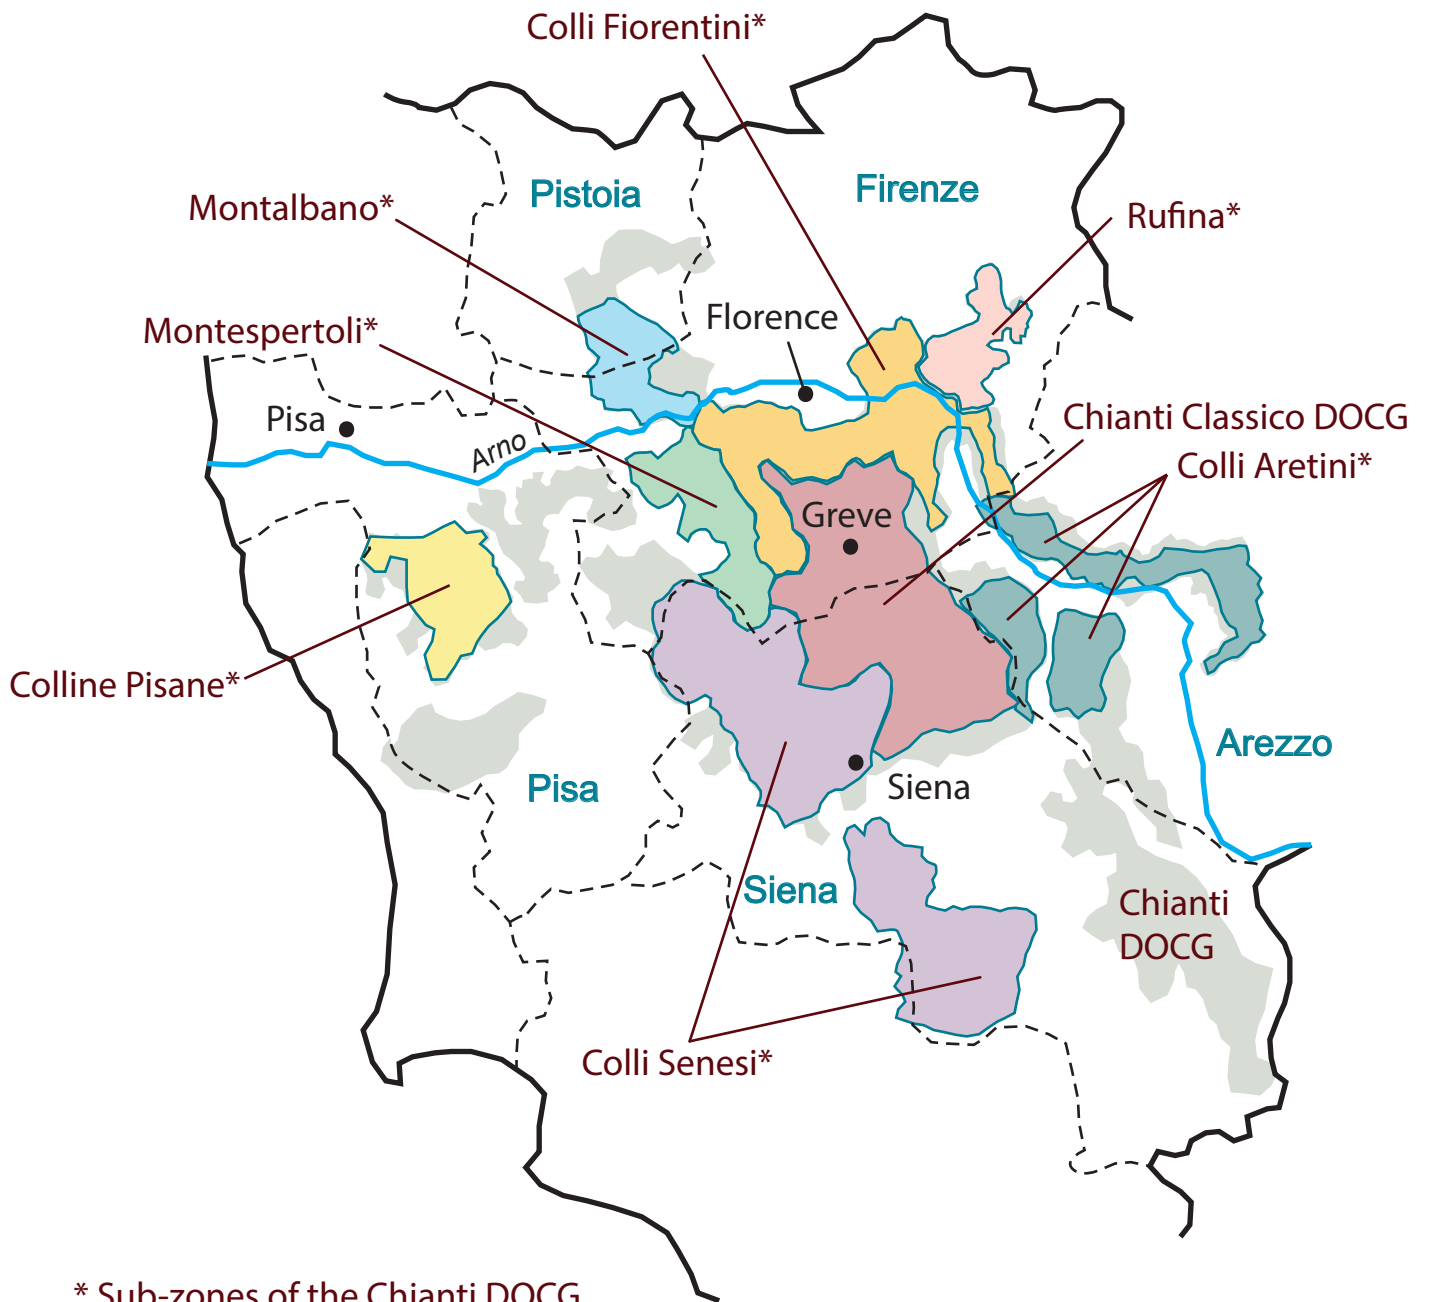 Colli Fiorentini*
Pistoia
Firenze
Montalbano*
Rufina*
Florence
Montespertoli*
Pisa
Arno
Chianti Classico DOCG
Colli Aretini*
Greve
Colline Pisane*
Arezzo
Pisa
Siena
Siena
Chianti
DOCG
Colli Senesi*
* Sub-zones of the Chianti DOCG